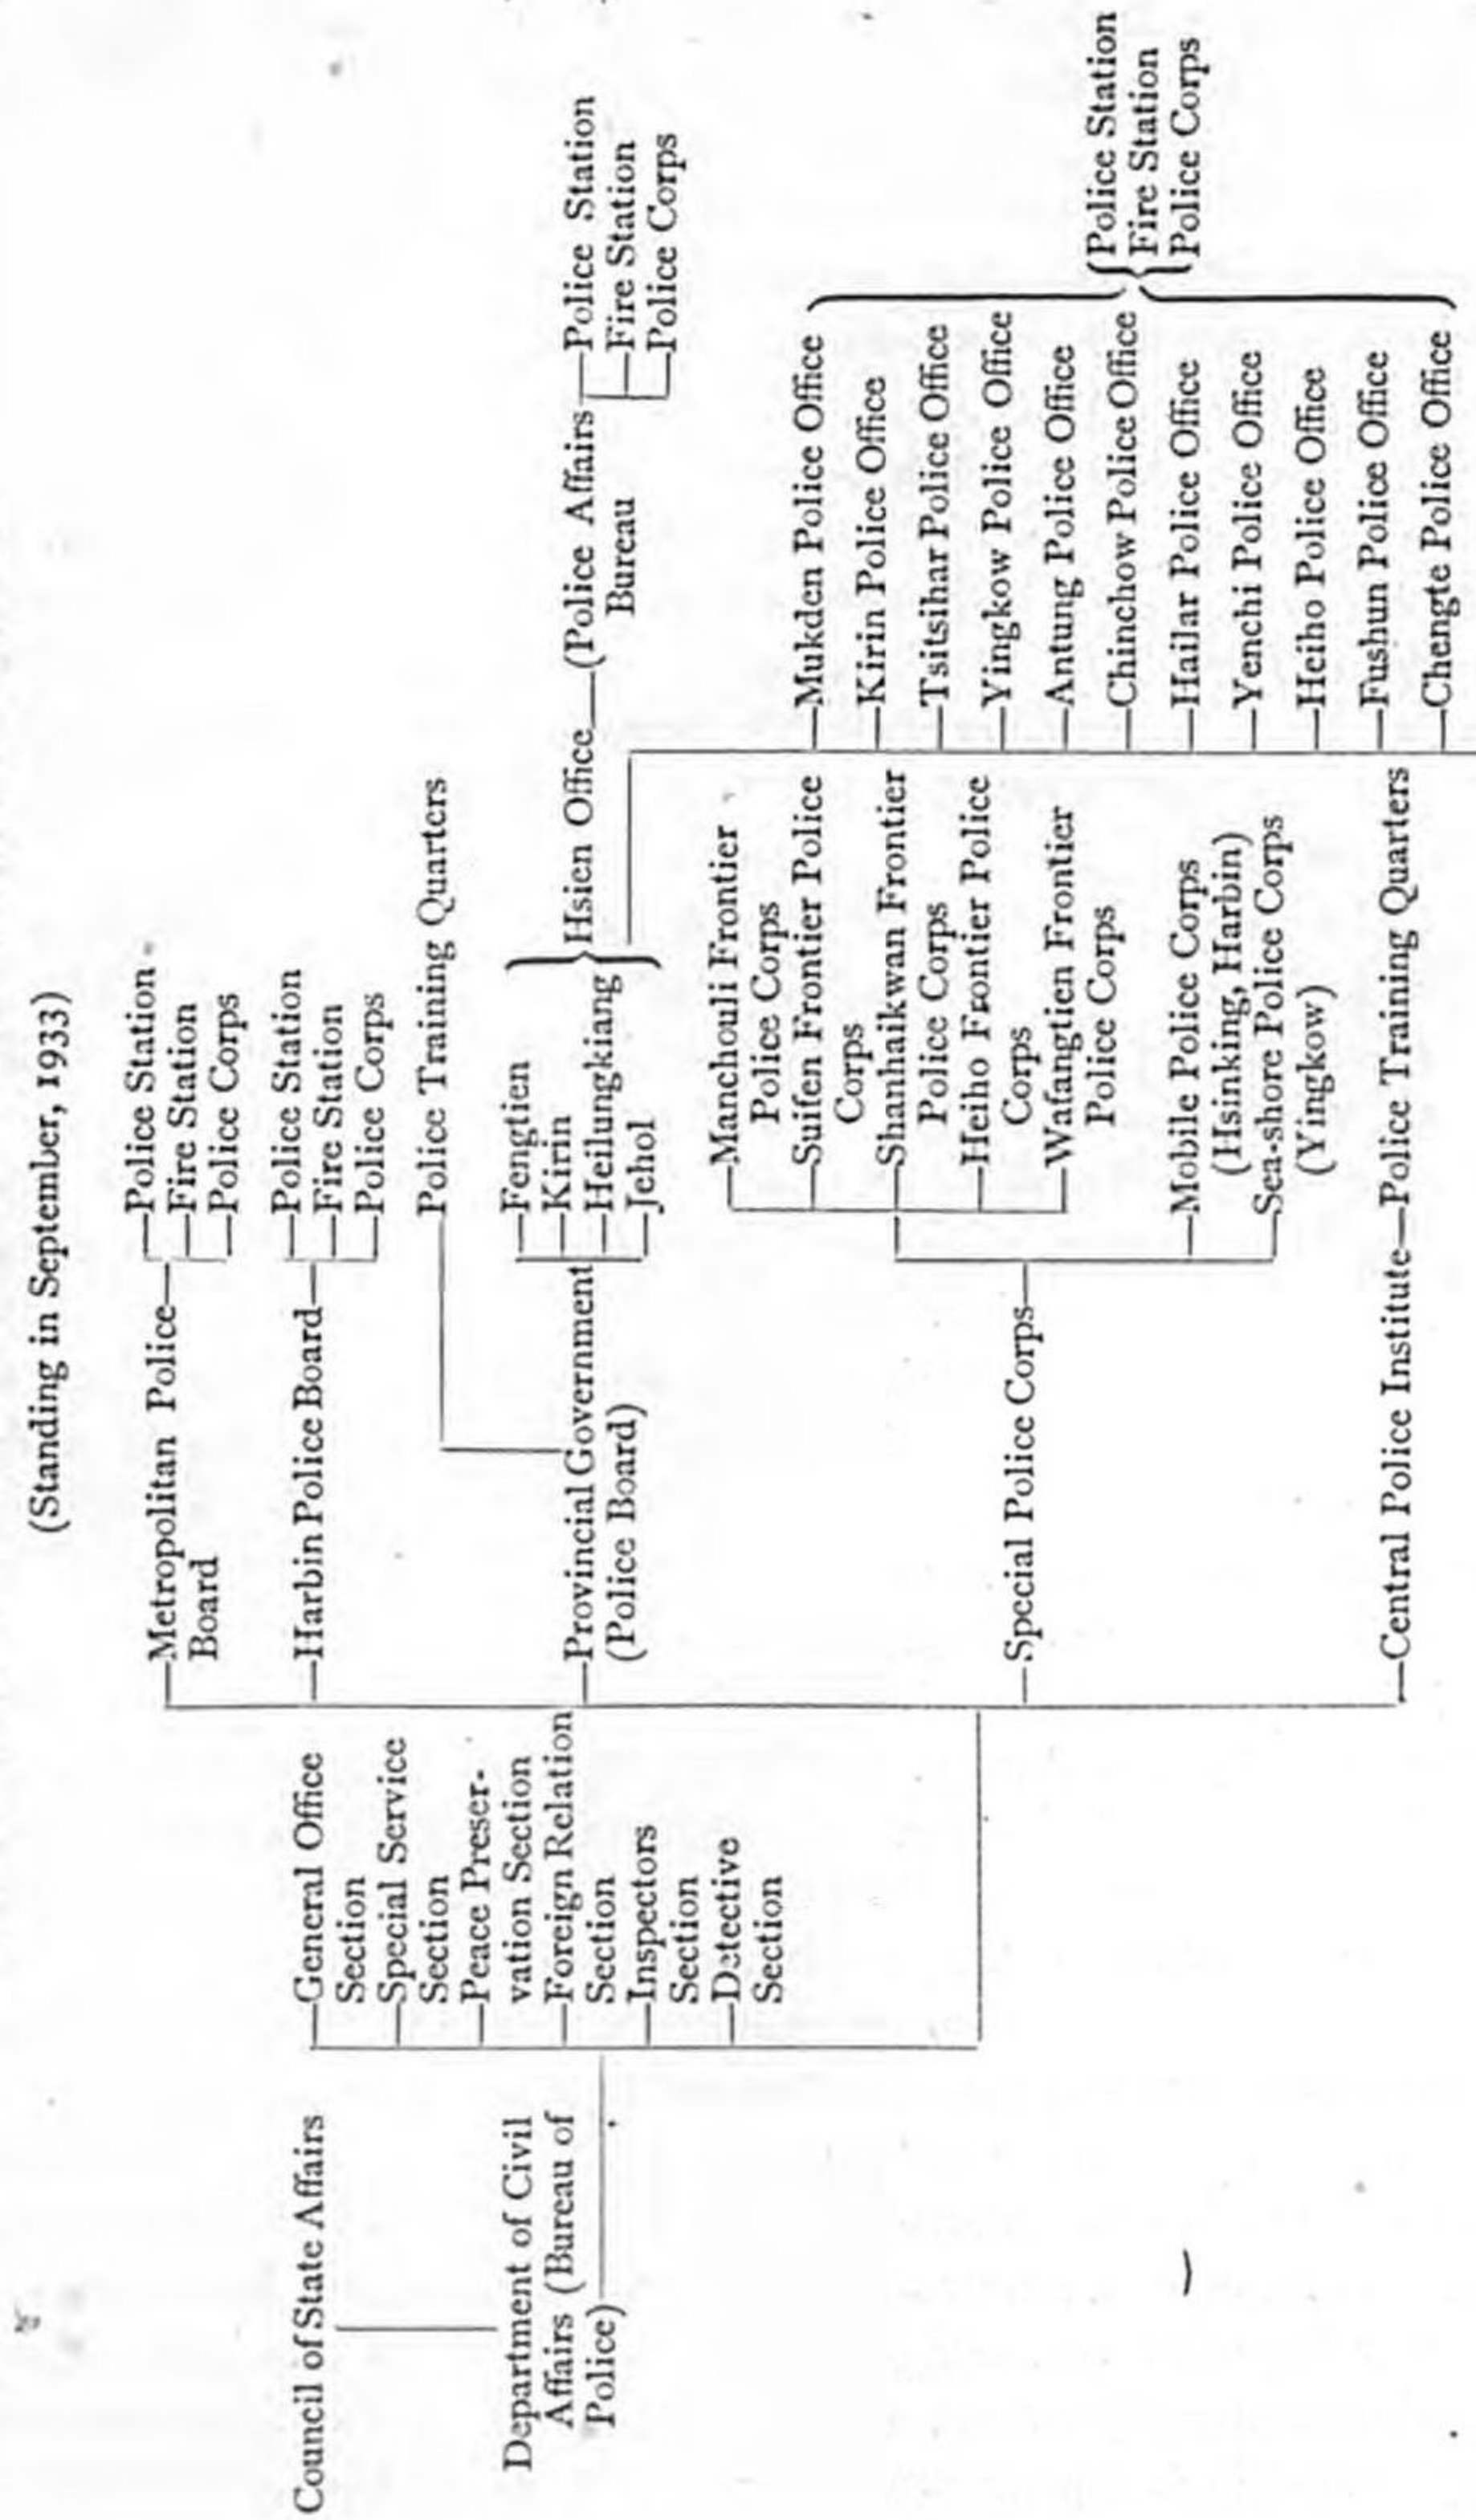 (Standing in September, 1933)
Council of State Affairs
Department of Civil
Affairs (Bureau of
Police)
General Office
Section
Special Service
Section
Peace Preser-
vation Section
Foreign Relation
Section
Inspectors
Section
Detective
Section
Metropolitan Police
Board
Police Station
Fire Station
Police Corps
Harbin Police Board
Police Station
Fire Station
Police Corps
Police Training Quarters
Provincial Government
(Police Board)
Fengtien
Kirin
Heilungkiang
Jehol
Hsien Office
(Police Affairs
Bureau
Police Station
Fire Station
Police Corps
Mukden Police Office
Kirin Police Office
Tsitsihar Police Office
Yingkow Police Office
Antung Police Office
Chinchow Police Office
Hailar Police Office
Yenchi Police Office
Heiho Police Office
Fushun Police Office
Chengte Police Office
Police Station
Fire Station
Police Corps
Special Police Corps
Manchouli Frontier
Police Corps
Suifen Frontier Police
Corps
Shanhaikwan Frontier
Police Corps
Heiho Frontier Police
Corps
Wafangtien Frontier
Police Corps
Mobile Police Corps
(Hsinking, Harbin)
Sea-shore Police Corps
(Yingkow)
Central Police Institute
Police Training Quarters